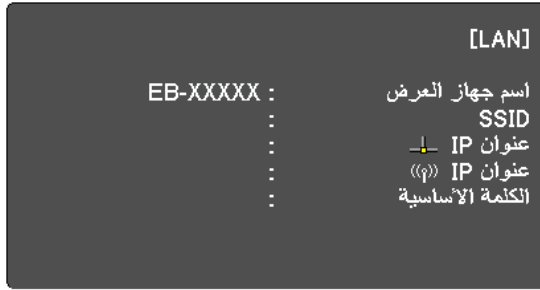 [LAN]
اسم جهاز العرض : EB-XXXXX
SSID :
عنوان IP :
عنوان IP :
الكلمة الأساسية :